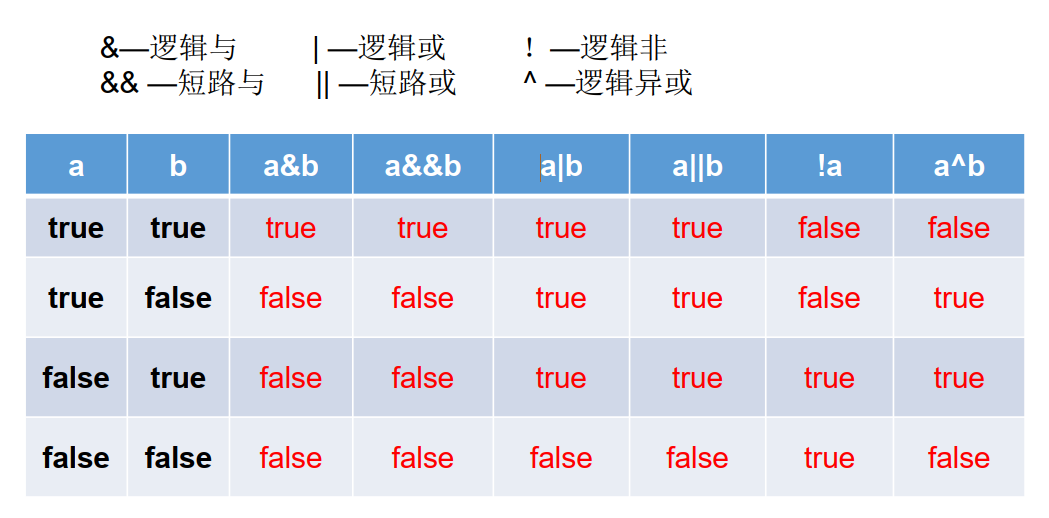 &—逻辑与 | —逻辑或 ! —逻辑非
&& —短路与 || —短路或 ^ —逻辑异或
a b a&b a&&b a|b a||b !a a^b
true true true true true true false false
true false false false true true false true
false true false false true true true true
false false false false false false true false